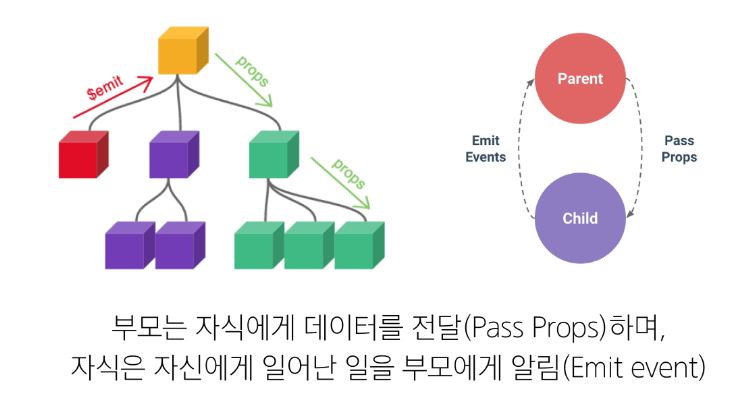 $emit
props
props
Parent
Emit
Events
Pass
Props
Child
부모는 자식에게 데이터를 전달(Pass Props)하며,
자식은 자신에게 일어난 일을 부모에게 알림(Emit event)